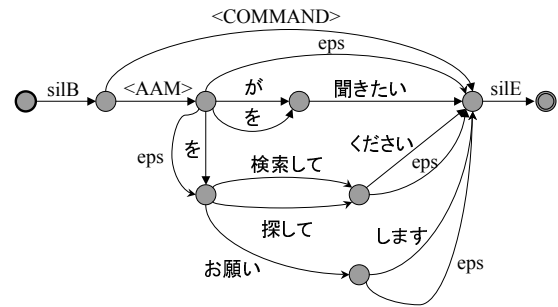 <COMMAND>
eps
silB
<AAM>
が
聞きたい
silE
を
eps
を
ください
検索して
eps
探して
します
お願い
eps